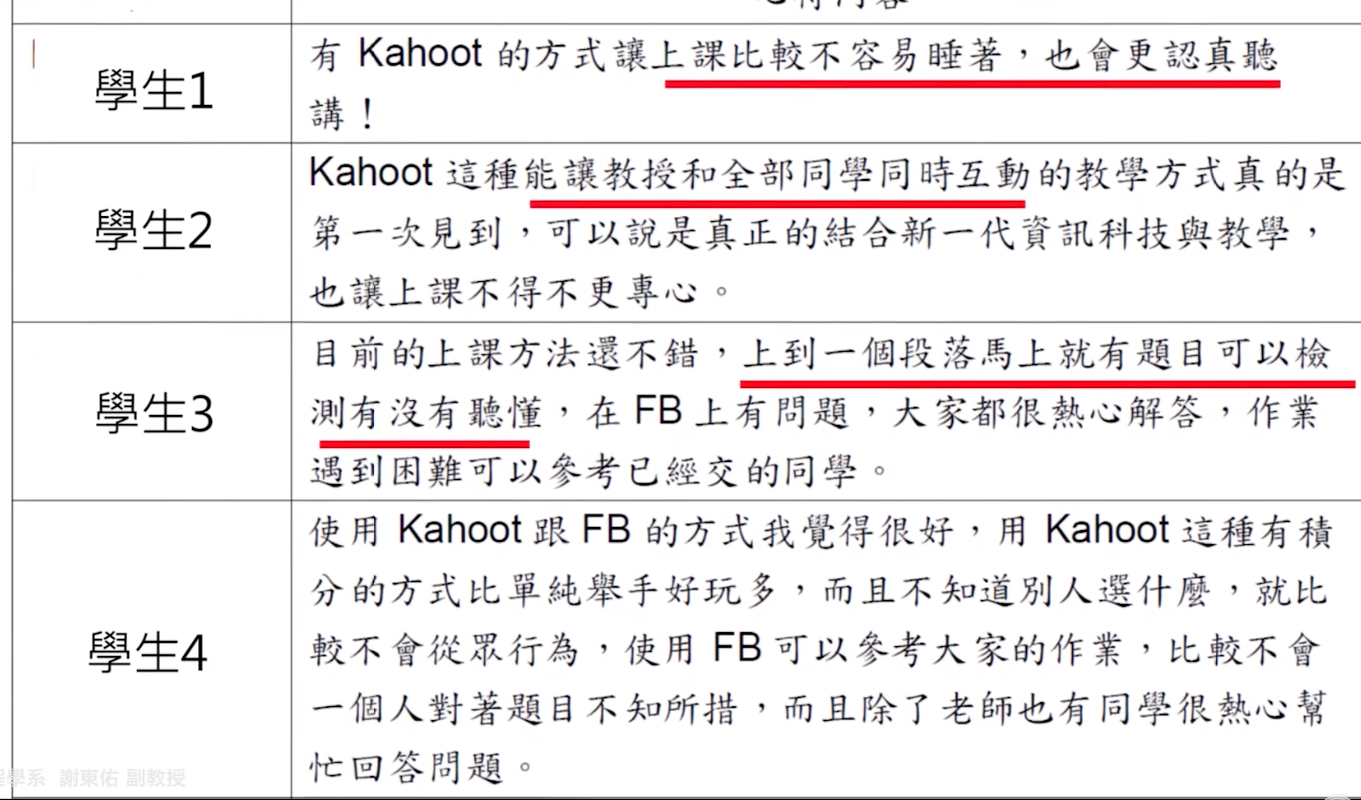 學生1
有 Kahoot 的方式讓上課比較不容易睡著，也會更認真聽
講！
學生2
Kahoot 這種能讓教授和全部同學同時互動的教學方式真的是
第一次見到，可以說是真正的結合新一代資訊科技與教學，
也讓上課不得不更專心。
學生3
目前的上課方法還不錯，上到一個段落馬上就有題目可以檢
測有沒有聽懂，在 FB 上有問題，大家都很熱心解答，作業
遇到困難可以參考已經交的同學。
學生4
使用 Kahoot 跟 FB 的方式我覺得很好，用 Kahoot 這種有積
分的方式比單純舉手好玩多，而且不知道別人選什麼，就比
較不會從眾行為，使用 FB 可以參考大家的作業，比較不會
一個人對著題目不知所措，而且除了老師也有同學很熱心幫
忙回答問題。
學系 謝東佑 副教授